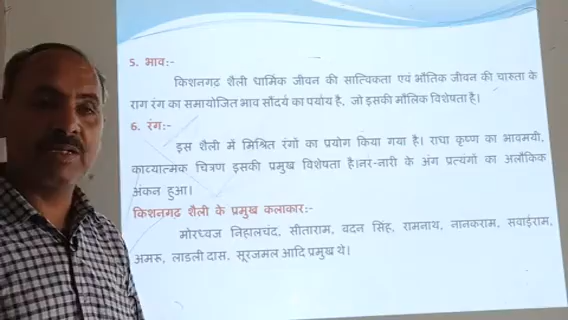 5. भाव:-
किशनगढ शैली धार्मिक जीवन की सात्विकता एवं भौतिक जीवन की चारुता के
राग रंग का समायोजित भाव सौंदर्य का पर्याय है, जो इसकी मौलिक विशेषता है।
6. रंग:-
इस शैली में मिश्रित रंगों का प्रयोग किया गया है। राधा कृष्ण का भावमयी,
काव्यात्मक चित्रण इसकी प्रमुख विशेषता है।नर-नारी के अंग प्रत्यंगों का अलौकिक
अंकन हुआ।
किशनगढ शैली के प्रमुख कलाकार:-
मोरध्वज निहालचंद, सीताराम, बदन सिंह, रामनाथ, नानकराम, सवाईराम,
अमरू, लाडली दास, सूरजमल आदि प्रमुख थे।